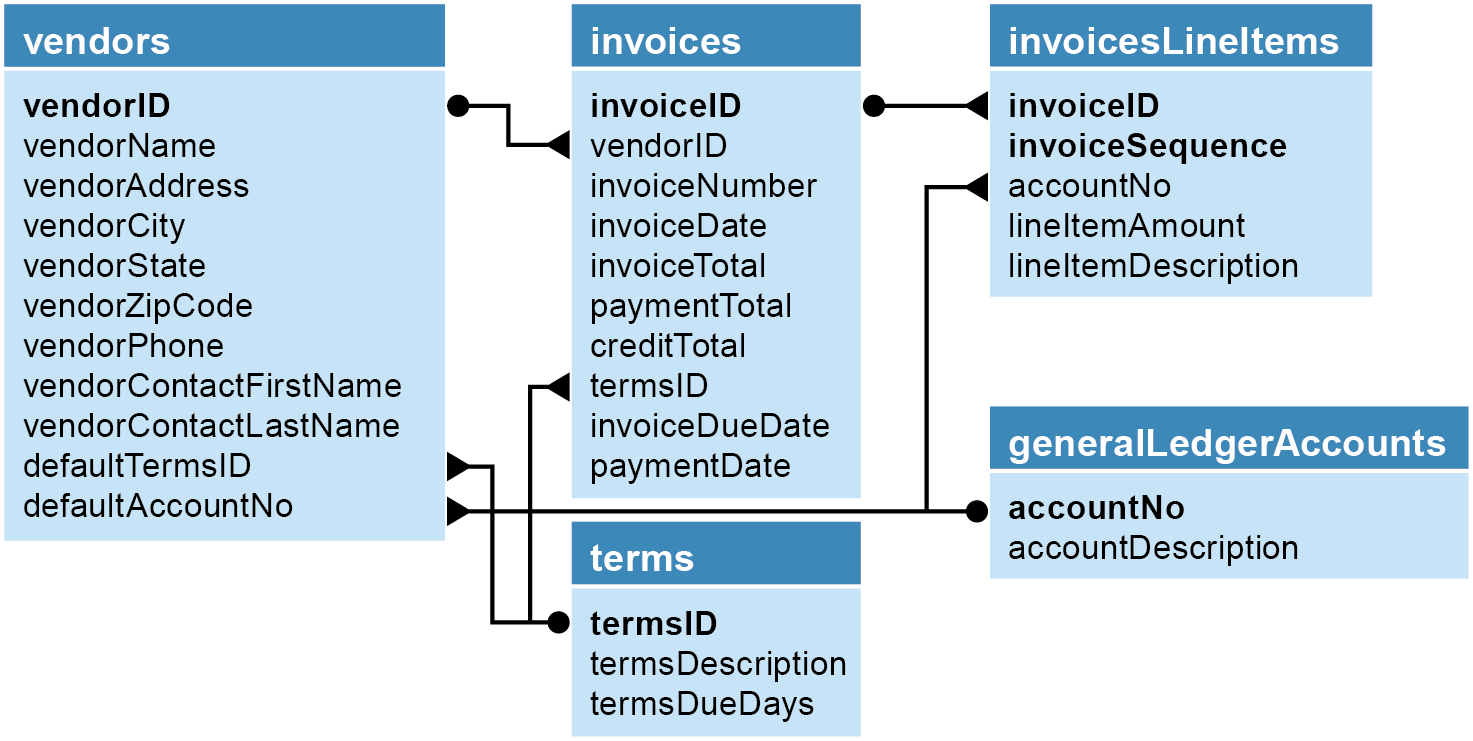 vendors
vendorID
vendorName
vendorAddress
vendorCity
vendorState
vendorZipCode
vendorPhone
vendorContactFirstName
vendorContactLastName
defaultTermsID
defaultAccountNo
invoices
invoiceID
vendorID
invoiceNumber
invoiceDate
invoiceTotal
paymentTotal
creditTotal
termsID
invoiceDueDate
paymentDate
terms
termsID
termsDescription
termsDueDays
invoicesLineItems
invoiceID
invoiceSequence
accountNo
lineItemAmount
lineItemDescription
generalLedgerAccounts
accountNo
accountDescription